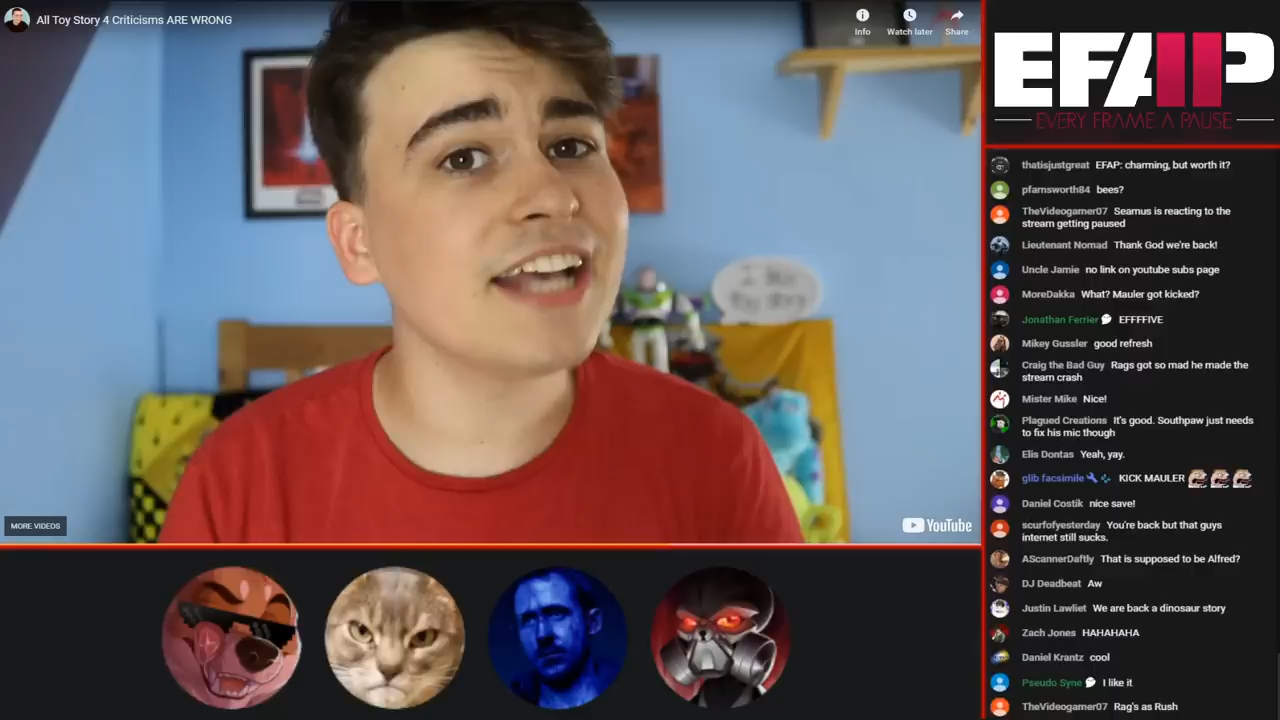 All Toy Story 4 Criticisms ARE WRONG
Info
Watch later
Share
MORE VIDEOS
YouTube
EFAP
EVERY FRAME A PAUSE
thatisjustgreat EFAP: charming, but worth it?
pfarnsworth84 bees?
TheVideogamer07 Seamus is reacting to the
stream getting paused
Lieutenant Nomad Thank God we're back!
Uncle Jamie no link on youtube subs page
MoreDakka What? Mauler got kicked?
Jonathan Ferrier EFFFFIVE
Mikey Gussler good refresh
Craig the Bad Guy Rags got so mad he made the
stream crash
Mister Mike Nice!
Plagued Creations It's good. Southpaw just needs
to fix his mic though
Elis Dontas Yeah, yay.
glib facsimile KICK MAULER
Daniel Costik nice save!
scurfofyesterday You're back but that guys
internet still sucks.
AScannerDaftly That is supposed to be Alfred?
DJ Deadbeat Aw
Justin Lawliet We are back a dinosaur story
Zach Jones HAHAHAHA
Daniel Krantz cool
Pseudo Syne I like it
TheVideogamer07 Rag's as Rush